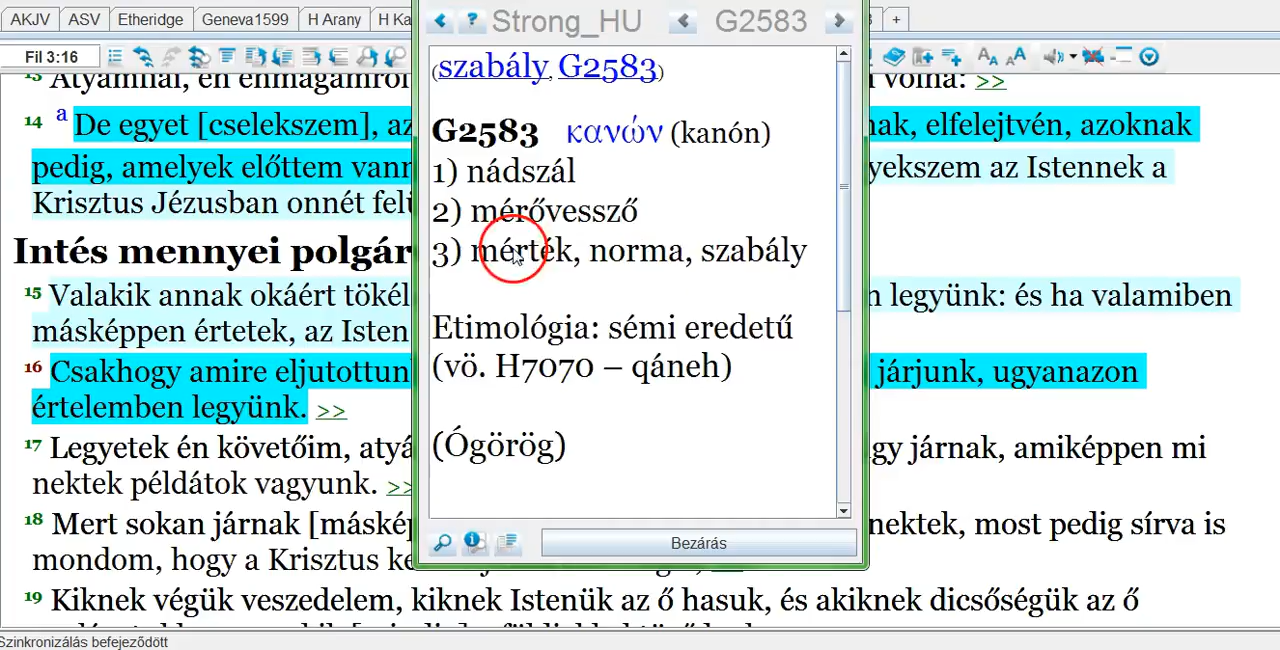 AKJV ASV Etheridge Geneva1599 H Arany H Ka
Strong_HU G2583
Fil 3:16
13 Atyámfiai, én enmagamról volna: >>
14 a De egyet [cselekszem], az nak, elfelejtvén, azoknak
pedig, amelyek előttem vann yekszem az Istennek a
Krisztus Jézusban onnét felü
Intés mennyei polgár
15 Valakik annak okáért tökél n legyünk: és ha valamiben
másképpen értetek, az Isten
16 Csakhogy amire eljutottunk járjunk, ugyanazon
értelemben legyünk. >>
17 Legyetek én követőim, atyá gy járnak, amiképpen mi
nektek példátok vagyunk. >>
18 Mert sokan járnak [máskép nektek, most pedig sírva is
mondom, hogy a Krisztus ke
19 Kiknek végük veszedelem, kiknek Istenük az ő hasuk, és akiknek dicsőségük az ő
(szabály, G2583)
G2583 κανών (kanón)
1) nádszál
2) mérővessző
3) mérték, norma, szabály
Etimológia: sémi eredetű
(vö. H7070 – qáneh)
(Ógörög)
Bezárás
Szinkronizálás befejeződött